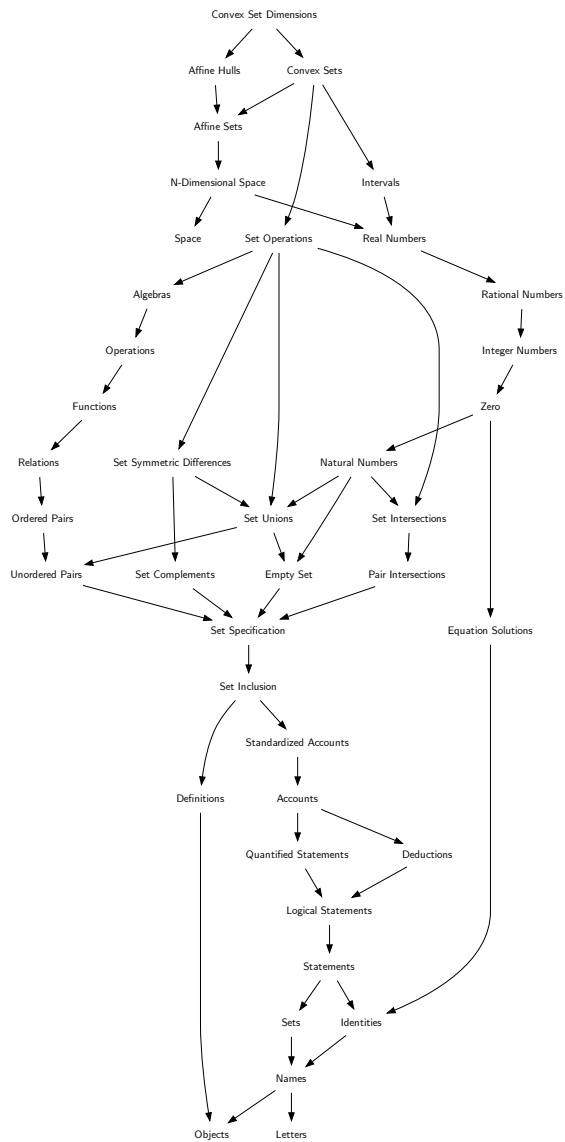 Convex Set Dimensions
Affine Hulls
Convex Sets
Affine Sets
N-Dimensional Space
Intervals
Space
Set Operations
Real Numbers
Algebras
Rational Numbers
Operations
Integer Numbers
Functions
Zero
Relations
Set Symmetric Differences
Natural Numbers
Ordered Pairs
Set Unions
Set Intersections
Unordered Pairs
Set Complements
Empty Set
Pair Intersections
Set Specification
Equation Solutions
Set Inclusion
Standardized Accounts
Definitions
Accounts
Quantified Statements
Deductions
Logical Statements
Statements
Sets
Identities
Names
Objects
Letters